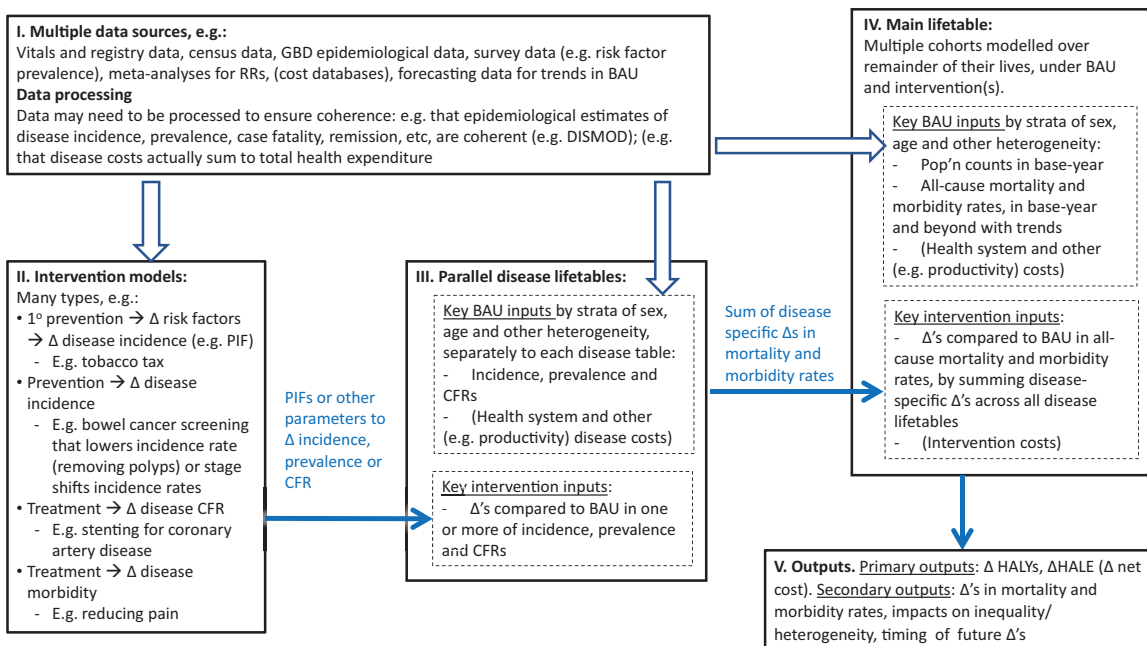 I. Multiple data sources, e.g.:
Vitals and registry data, census data, GBD epidemiological data, survey data (e.g. risk factor
prevalence), meta-analyses for RRs, (cost databases), forecasting data for trends in BAU
Data processing
Data may need to be processed to ensure coherence: e.g. that epidemiological estimates of
disease incidence, prevalence, case fatality, remission, etc, are coherent (e.g. DISMOD); (e.g.
that disease costs actually sum to total health expenditure
II. Intervention models:
Many types, e.g.:
• 1º prevention → Δ risk factors
→ Δ disease incidence (e.g. PIF)
- E.g. tobacco tax
• Prevention → Δ disease
incidence
- E.g. bowel cancer screening
that lowers incidence rate
(removing polyps) or stage
shifts incidence rates
• Treatment → Δ disease CFR
- E.g. stenting for coronary
artery disease
• Treatment → Δ disease
morbidity
- E.g. reducing pain
PIFs or other
parameters to
Δ incidence,
prevalence or
CFR
III. Parallel disease lifetables:
Key BAU inputs by strata of sex,
age and other heterogeneity,
separately to each disease table:
- Incidence, prevalence and
CFRs
- (Health system and other
(e.g. productivity) disease costs)
Key intervention inputs:
- Δ's compared to BAU in one
or more of incidence, prevalence
and CFRs
Sum of disease
specific Δs in
mortality and
morbidity rates
IV. Main lifetable:
Multiple cohorts modelled over
remainder of their lives, under BAU
and intervention(s).
Key BAU inputs by strata of sex,
age and other heterogeneity:
- Pop'n counts in base-year
- All-cause mortality and
morbidity rates, in base-year
and beyond with trends
- (Health system and other
(e.g. productivity) costs)
Key intervention inputs:
- Δ's compared to BAU in all-
cause mortality and morbidity
rates, by summing disease-
specific Δ's across all disease
lifetables
- (Intervention costs)
V. Outputs. Primary outputs: Δ HALYs, ΔHALE (Δ net
cost). Secondary outputs: Δ's in mortality and
morbidity rates, impacts on inequality/
heterogeneity, timing of future Δ's